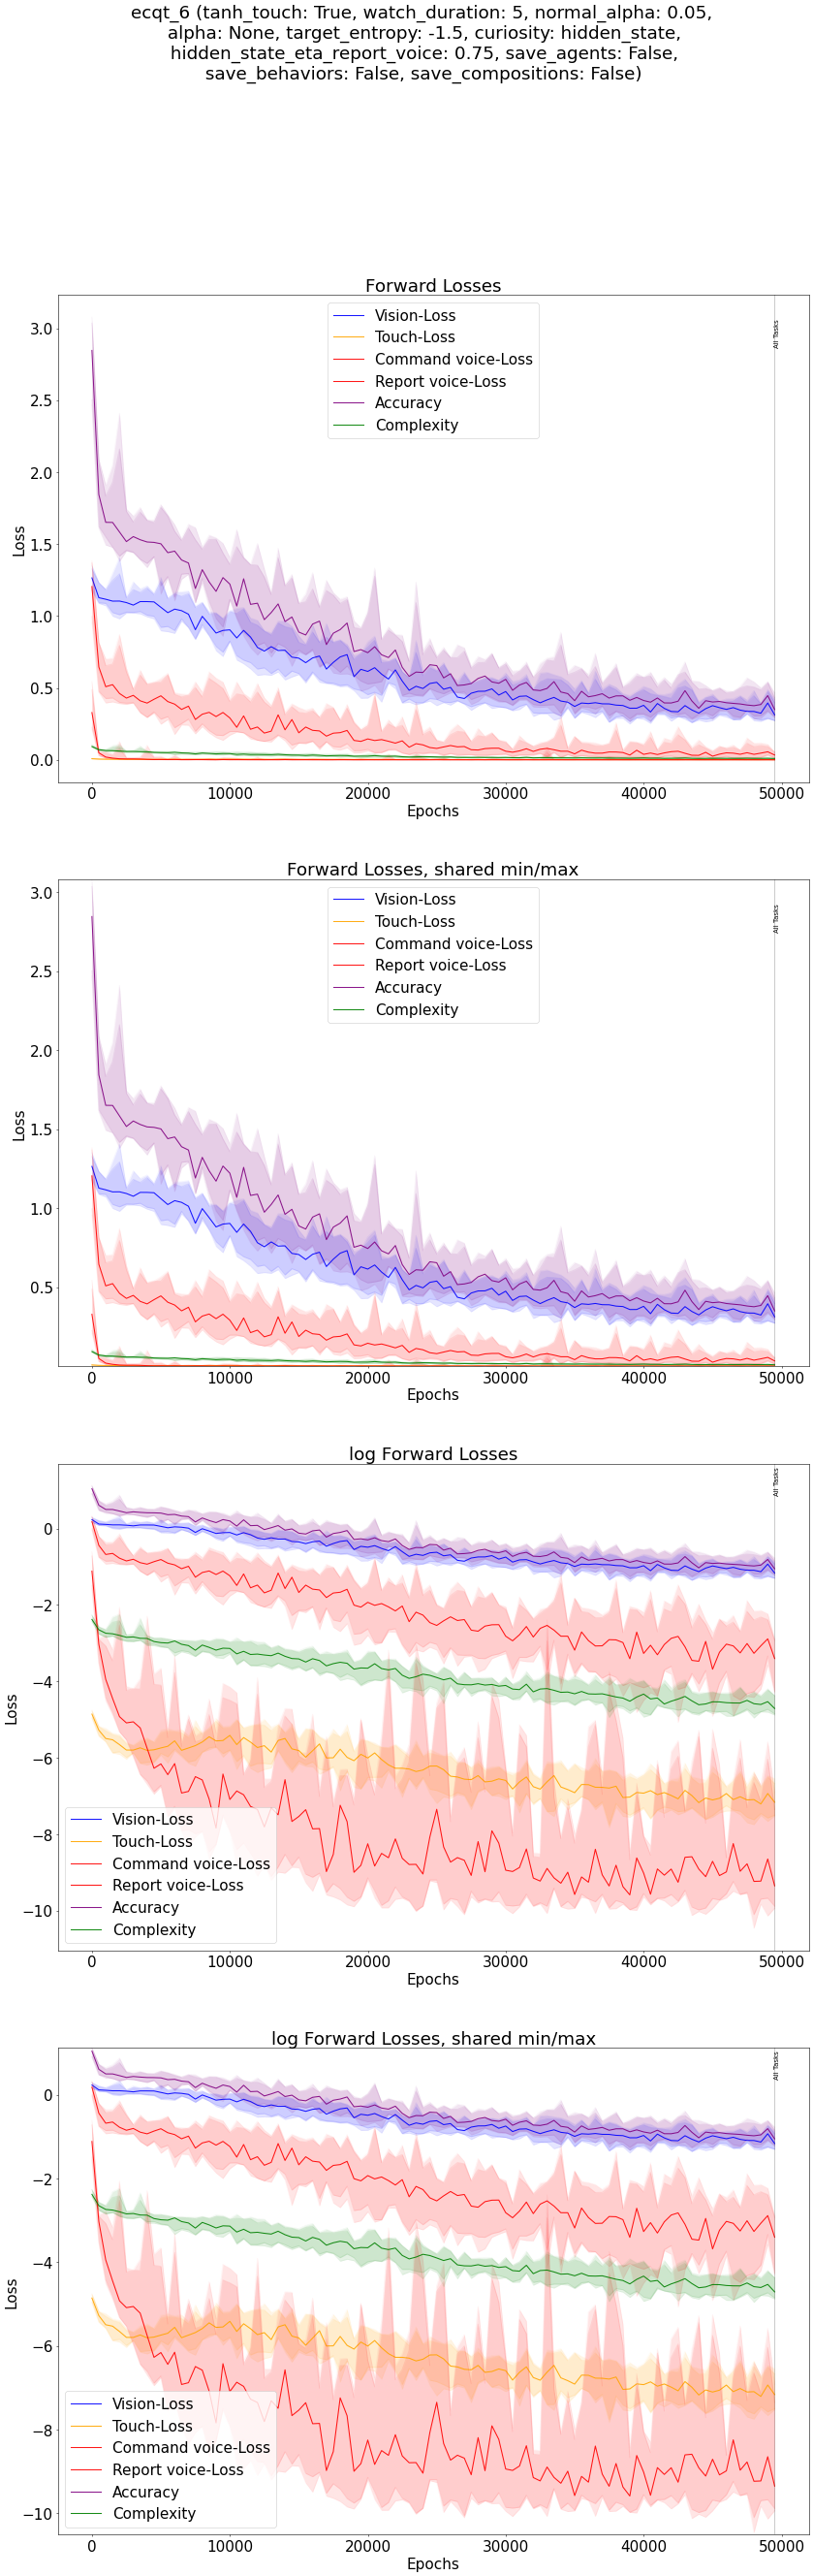 ecqt_6 (tanh_touch: True, watch_duration: 5, normal_alpha: 0.05,
alpha: None, target_entropy: -1.5, curiosity: hidden_state,
hidden_state_eta_report_voice: 0.75, save_agents: False,
save_behaviors: False, save_compositions: False)
Forward Losses
Vision-Loss
Touch-Loss
Command voice-Loss
Report voice-Loss
Accuracy
Complexity
All Tasks
3.0
2.5
2.0
1.5
1.0
0.5
0.0
Loss
0 10000 20000 30000 40000 50000
Epochs
Forward Losses, shared min/max
Vision-Loss
Touch-Loss
Command voice-Loss
Report voice-Loss
Accuracy
Complexity
All Tasks
3.0
2.5
2.0
1.5
1.0
0.5
Loss
0 10000 20000 30000 40000 50000
Epochs
log Forward Losses
All Tasks
0
−2
−4
−6
−8
−10
Loss
Vision-Loss
Touch-Loss
Command voice-Loss
Report voice-Loss
Accuracy
Complexity
0 10000 20000 30000 40000 50000
Epochs
log Forward Losses, shared min/max
All Tasks
0
−2
−4
−6
−8
−10
Loss
Vision-Loss
Touch-Loss
Command voice-Loss
Report voice-Loss
Accuracy
Complexity
0 10000 20000 30000 40000 50000
Epochs